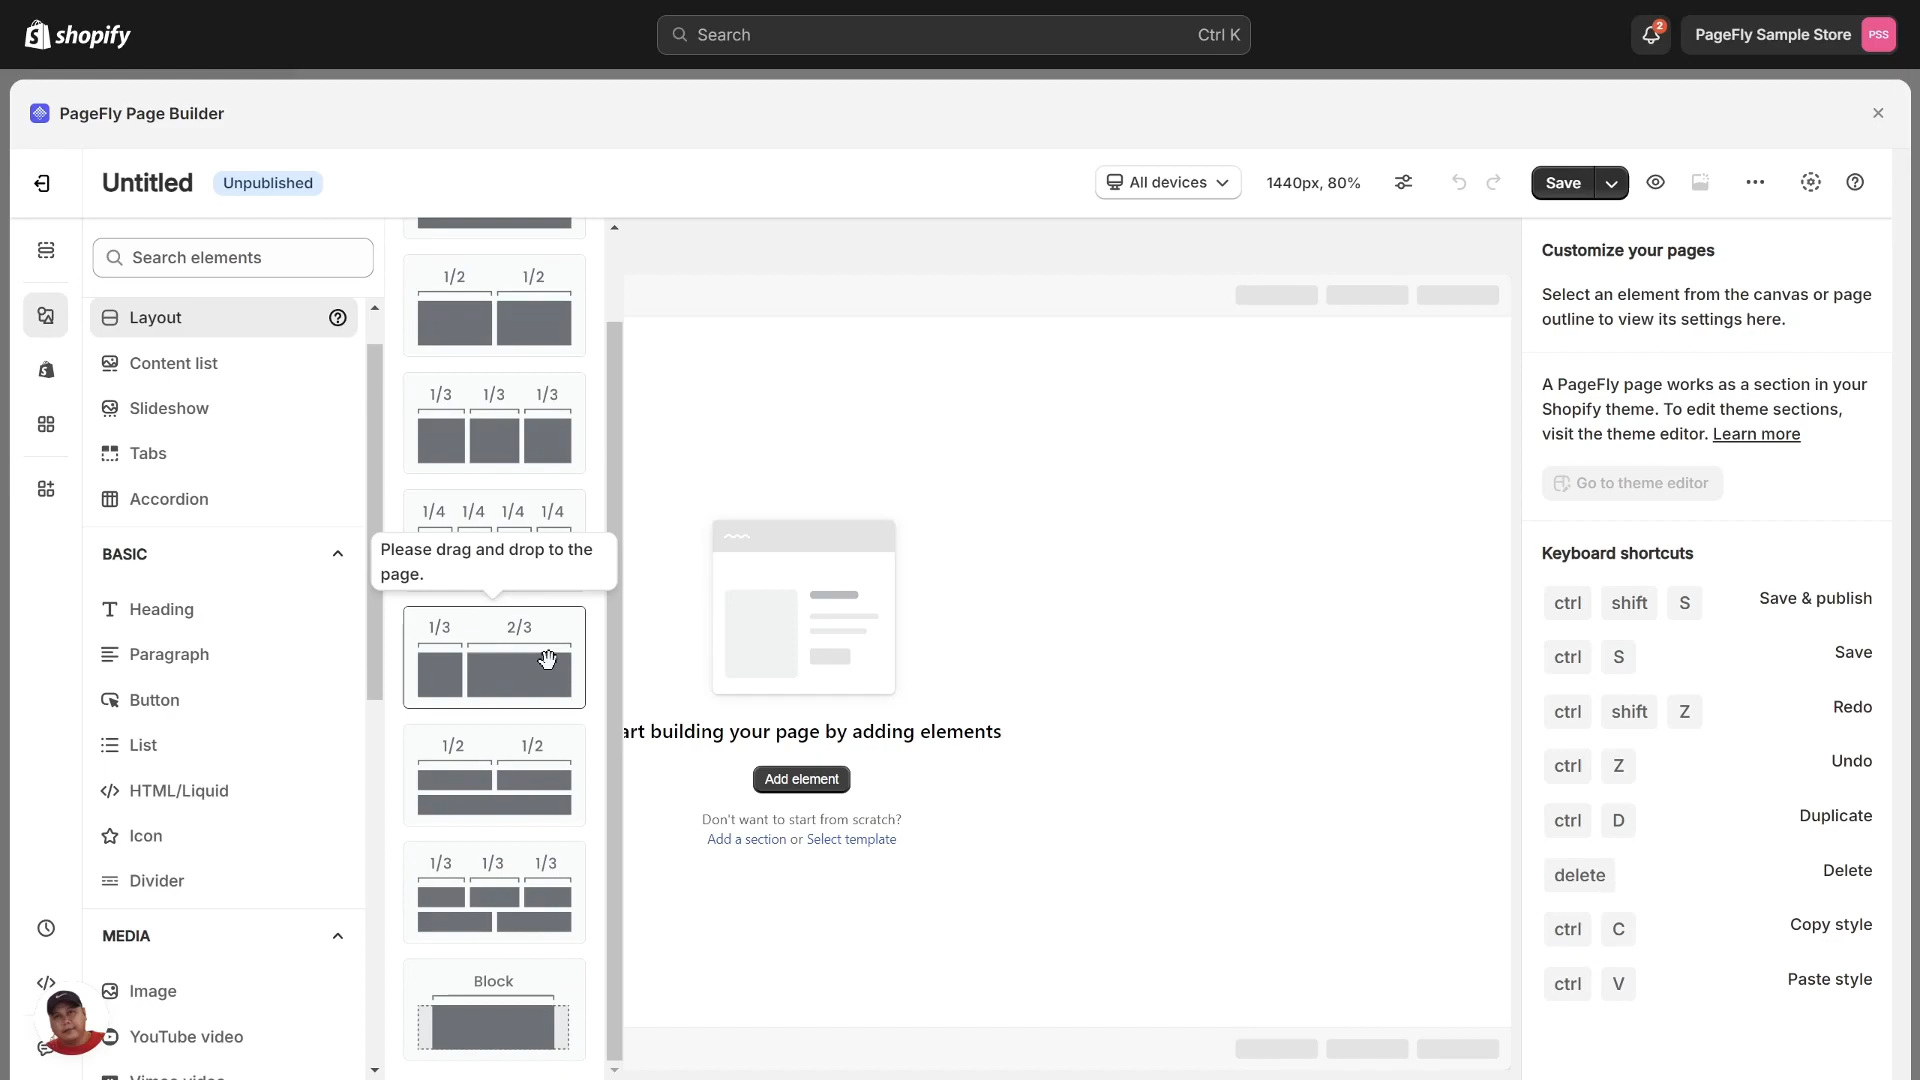 shopify
Search
Ctrl K
2
PageFly Sample Store
PSS
PageFly Page Builder
Untitled
Unpublished
All devices
1440px, 80%
Save
Search elements
Layout
Content list
Slideshow
Tabs
Accordion
BASIC
Heading
Paragraph
Button
List
HTML/Liquid
Icon
Divider
MEDIA
Image
YouTube video
Vimeo video
1/2 1/2
1/3 1/3 1/3
1/4 1/4 1/4 1/4
Please drag and drop to the
page.
1/3 2/3
1/2 1/2
1/3 1/3 1/3
Block
art building your page by adding elements
Add element
Don't want to start from scratch?
Add a section or Select template
Customize your pages
Select an element from the canvas or page
outline to view its settings here.
A PageFly page works as a section in your
Shopify theme. To edit theme sections,
visit the theme editor. Learn more
Go to theme editor
Keyboard shortcuts
ctrl shift S Save & publish
ctrl S Save
ctrl shift Z Redo
ctrl Z Undo
ctrl D Duplicate
delete Delete
ctrl C Copy style
ctrl V Paste style